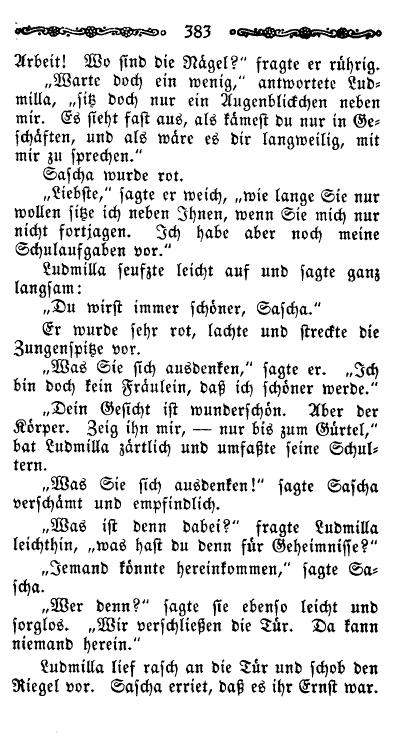 383
Arbeit! Wo sind die Nägel?“ fragte er rührig.
„Warte doch ein wenig,“ antwortete Lud-
milla, „sitz doch nur ein Augenblickchen neben
mir. Es sieht fast aus, als kämest du nur in Ge-
schäften, und als wäre es dir langweilig, mit
mir zu sprechen.“
Sascha wurde rot.
„Liebste,“ sagte er weich, „wie lange Sie nur
wollen sitze ich neben Ihnen, wenn Sie mich nur
nicht fortjagen. Ich habe aber noch meine
Schulaufgaben vor.“
Ludmilla seufzte leicht auf und sagte ganz
langsam:
„Du wirst immer schöner, Sascha.“
Er wurde sehr rot, lachte und streckte die
Zungenspitze vor.
„Was Sie sich ausdenken,“ sagte er. „Ich
bin doch kein Fräulein, daß ich schöner werde.“
„Dein Gesicht ist wunderschön. Aber der
Körper. Zeig ihn mir, — nur bis zum Gürtel,“
bat Ludmilla zärtlich und umfaßte seine Schul-
tern.
„Was Sie sich ausdenken!“ sagte Sascha
verschämt und empfindlich.
„Was ist denn dabei?“ fragte Ludmilla
leichthin, „was hast du denn für Geheimnisse?“
„Jemand könnte hereinkommen,“ sagte Sa-
scha.
„Wer denn?“ sagte sie ebenso leicht und
sorglos. „Wir verschließen die Tür. Da kann
niemand herein.“
Ludmilla lief rasch an die Tür und schob den
Riegel vor. Sascha erriet, daß es ihr Ernst war.